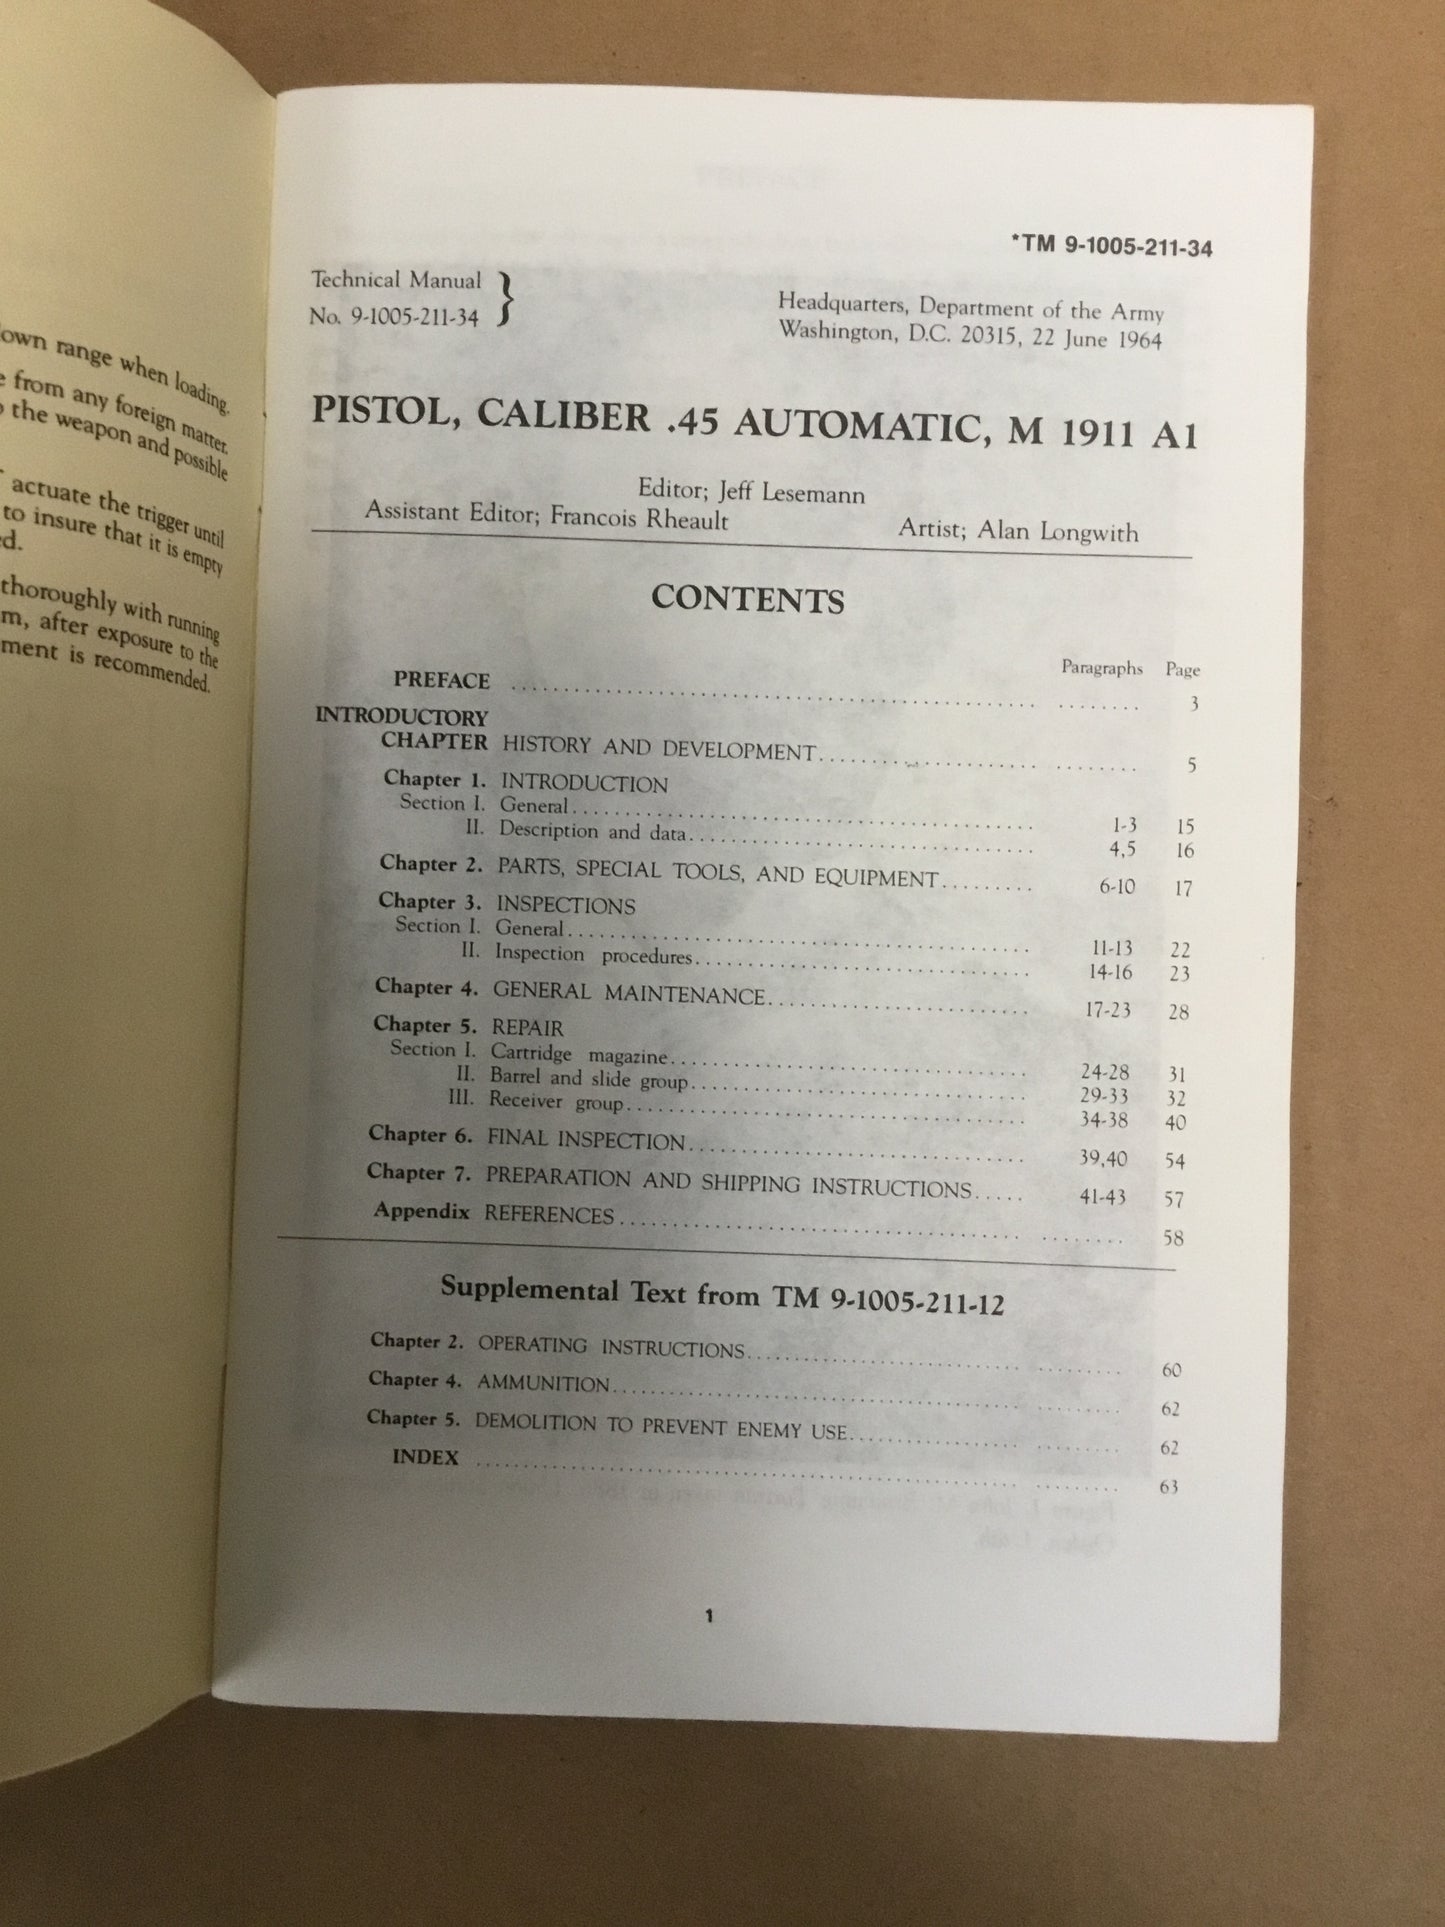 own range when loading.
from any foreign matter.
the weapon and possible
actuate the trigger until
to insure that it is empty
thoroughly with running
after exposure to the
ment is recommended.
*TM 9-1005-211-34
Technical Manual
No. 9-1005-211-34 }
Headquarters, Department of the Army
Washington, D.C. 20315, 22 June 1964
PISTOL, CALIBER .45 AUTOMATIC, M 1911 A1
Editor; Jeff Lesemann
Assistant Editor; Francois Rheault Artist; Alan Longwith
CONTENTS
Paragraphs Page
PREFACE ........ 3
INTRODUCTORY
CHAPTER HISTORY AND DEVELOPMENT........ 5
Chapter 1. INTRODUCTION
Section I. General........ 1-3 15
II. Description and data........ 4,5 16
Chapter 2. PARTS, SPECIAL TOOLS, AND EQUIPMENT........ 6-10 17
Chapter 3. INSPECTIONS
Section I. General........ 11-13 22
II. Inspection procedures........ 14-16 23
Chapter 4. GENERAL MAINTENANCE........ 17-23 28
Chapter 5. REPAIR
Section I. Cartridge magazine........ 24-28 31
II. Barrel and slide group........ 29-33 32
III. Receiver group........ 34-38 40
Chapter 6. FINAL INSPECTION........ 39,40 54
Chapter 7. PREPARATION AND SHIPPING INSTRUCTIONS..... 41-43 57
Appendix REFERENCES........ 58
Supplemental Text from TM 9-1005-211-12
Chapter 2. OPERATING INSTRUCTIONS........ 60
Chapter 4. AMMUNITION........ 62
Chapter 5. DEMOLITION TO PREVENT ENEMY USE........ 62
INDEX ........ 63
1